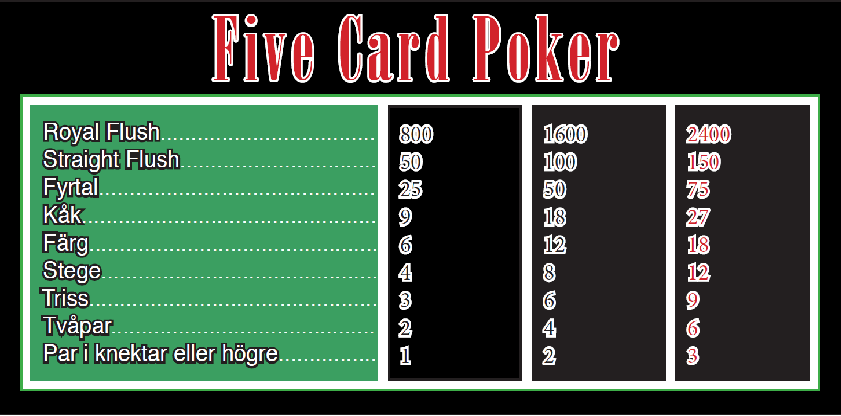 Five Card Poker
Royal Flush 800 1600 2400
Straight Flush 50 100 150
Fyrtal 25 50 75
Kåk 9 18 27
Färg 6 12 18
Stege 4 8 12
Triss 3 6 9
Tvåpar 2 4 6
Par i knektar eller högre 1 2 3